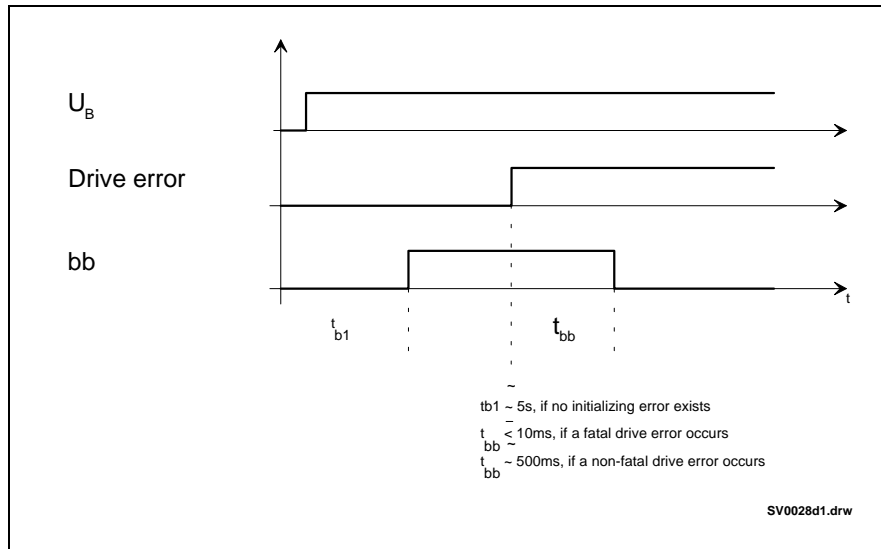 U_B
Drive error
bb
t
t_b1 t_bb
tb1 ≈ 5s, if no initializing error exists
t_bb ≤ 10ms, if a fatal drive error occurs
t_bb ≈ 500ms, if a non-fatal drive error occurs
SV0028d1.drw